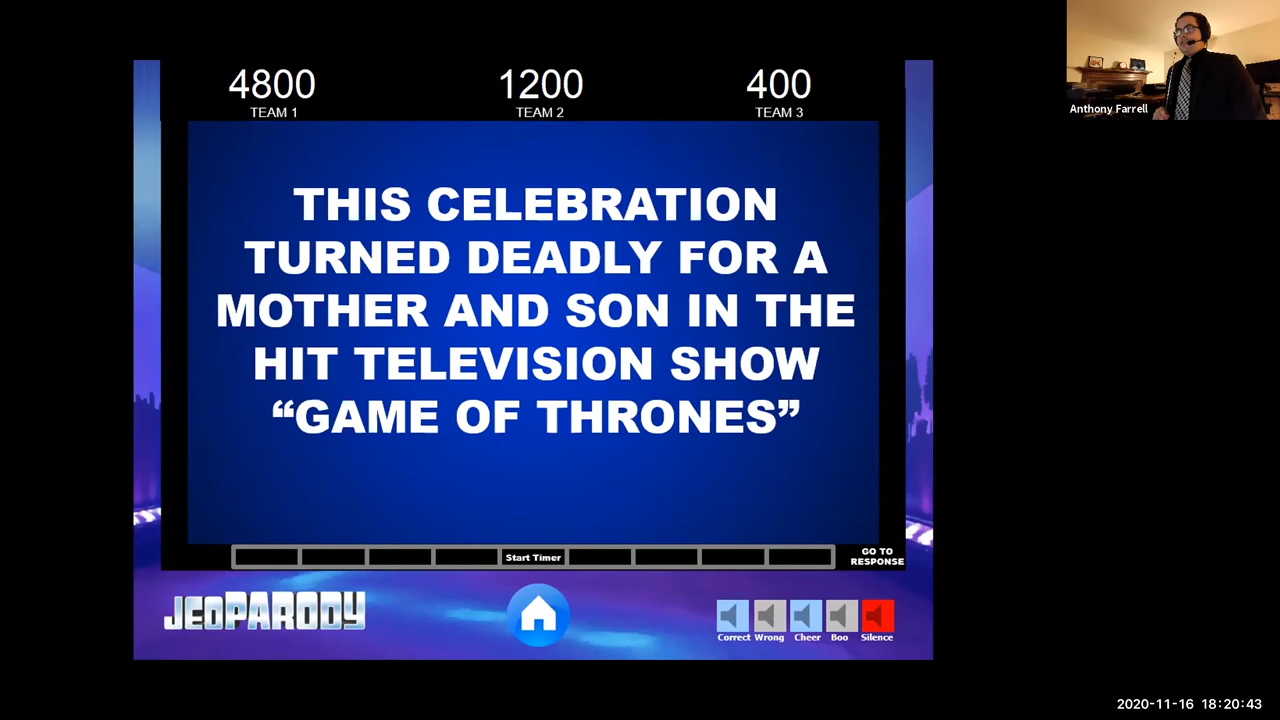 4800
1200
400
TEAM 1
TEAM 2
TEAM 3
Anthony Farrell
THIS CELEBRATION
TURNED DEADLY FOR A
MOTHER AND SON IN THE
HIT TELEVISION SHOW
“GAME OF THRONES”
Start Timer
GO TO
RESPONSE
JEOPARODY
Correct
Wrong
Cheer
Boo
Silence
2020-11-16 18:20:43